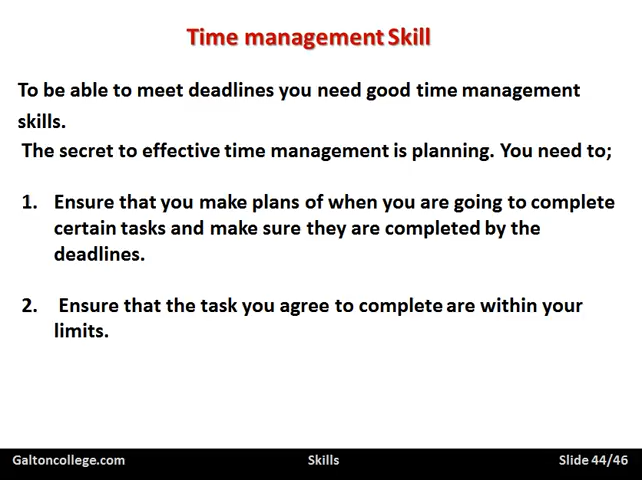 Time management Skill
To be able to meet deadlines you need good time management
skills.
The secret to effective time management is planning. You need to;
1. Ensure that you make plans of when you are going to complete
certain tasks and make sure they are completed by the
deadlines.
2. Ensure that the task you agree to complete are within your
limits.
Galtoncollege.com Skills Slide 44/46